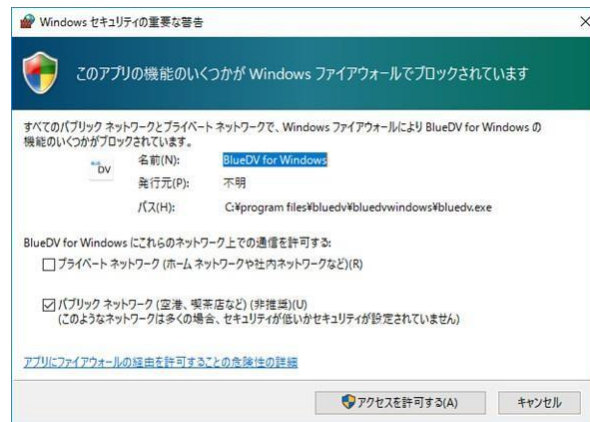 Windows セキュリティの重要な警告
このアプリの機能のいくつかが Windows ファイアウォールでブロックされています
すべてのパブリック ネットワークとプライベート ネットワークで、Windows ファイアウォールにより BlueDV for Windows の
機能のいくつかがブロックされています。
DV
名前(N): BlueDV for Windows
発行元(P): 不明
パス(H): C:¥program files¥bluedv¥bluedvwindows¥bluedv.exe
BlueDV for Windows にこれらのネットワーク上での通信を許可する:
プライベート ネットワーク (ホーム ネットワークや社内ネットワークなど)(R)
パブリック ネットワーク (空港、喫茶店など) (非推奨)(U)
(このようなネットワークは多くの場合、セキュリティが低いかセキュリティが設定されていません)
アプリにファイアウォールの経由を許可することの危険性の詳細
アクセスを許可する(A) キャンセル